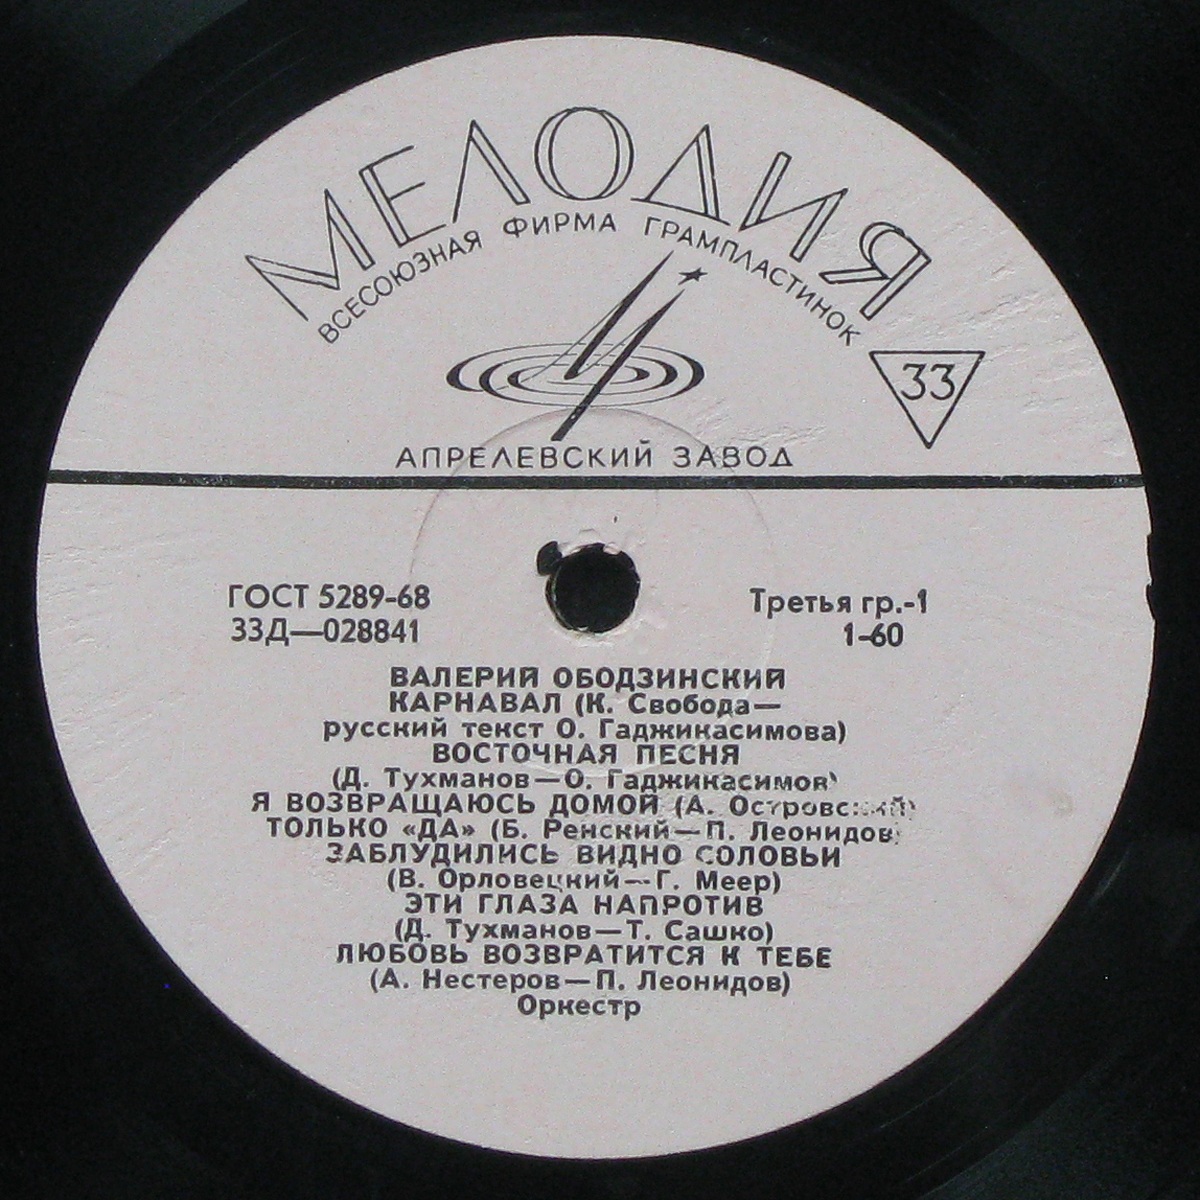 МЕЛОДИЯ
ВСЕСОЮЗНАЯ ФИРМА ГРАМПЛАСТИНОК
33
АПРЕЛЕВСКИЙ ЗАВОД
ГОСТ 5289-68
Третья гр.-1
33Д—028841
1-60
ВАЛЕРИЙ ОБОДЗИНСКИЙ
КАРНАВАЛ (К. Свобода—
русский текст О. Гаджикасимова)
ВОСТОЧНАЯ ПЕСНЯ
(Д. Тухманов—О. Гаджикасимов)
Я ВОЗВРАЩАЮСЬ ДОМОЙ (А. Островский)
ТОЛЬКО «ДА» (Б. Ренский—П. Леонидов)
ЗАБЛУДИЛИСЬ ВИДНО СОЛОВЬИ
(В. Орловецкий—Г. Меер)
ЭТИ ГЛАЗА НАПРОТИВ
(Д. Тухманов—Т. Сашко)
ЛЮБОВЬ ВОЗВРАТИТСЯ К ТЕБЕ
(А. Нестеров—П. Леонидов)
Оркестр